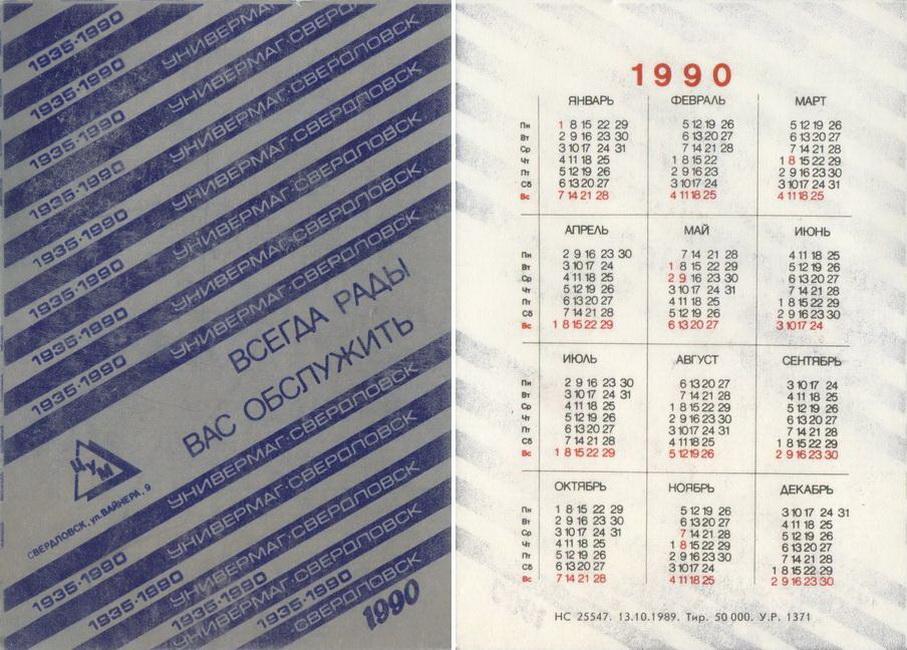 1935-1990 УНИВЕРМАГ·СВЕРДЛОВСК
1935-1990 УНИВЕРМАГ·СВЕРДЛОВСК
1935-1990 УНИВЕРМАГ·СВЕРДЛОВСК
1935-1990 УНИВЕРМАГ·СВЕРДЛОВСК
1935-1990 УНИВЕРМАГ·СВЕРДЛОВСК
1935-1990 УНИВЕРМАГ·СВЕРДЛОВСК
1935-1990 УНИВЕРМАГ·СВЕРДЛОВСК
ВСЕГДА РАДЫ
ВАС ОБСЛУЖИТЬ
ЦУМ
СВЕРДЛОВСК, ул. ВАЙНЕРА, 9
УНИВЕРМАГ·СВЕРДЛОВСК
УНИВЕРМАГ·СВЕРДЛОВСК
1935-1990 УНИВЕРМАГ·СВЕРДЛОВСК
1935-1990 УНИВЕРМАГ·СВЕРДЛОВСК
1935-1990
УНИВЕРМАГ·СВЕРДЛОВСК
1935-1990
1990
1990
ЯНВАРЬ ФЕВРАЛЬ МАРТ
Пн 1 8 15 22 29 5 12 19 26 5 12 19 26
Вт 2 9 16 23 30 6 13 20 27 6 13 20 27
Ср 3 10 17 24 31 7 14 21 28 7 14 21 28
Чт 4 11 18 25 1 8 15 22 1 8 15 22 29
Пт 5 12 19 26 2 9 16 23 2 9 16 23 30
Сб 6 13 20 27 3 10 17 24 3 10 17 24 31
Вс 7 14 21 28 4 11 18 25 4 11 18 25
АПРЕЛЬ МАЙ ИЮНЬ
Пн 2 9 16 23 30 7 14 21 28 4 11 18 25
Вт 3 10 17 24 1 8 15 22 29 5 12 19 26
Ср 4 11 18 25 2 9 16 23 30 6 13 20 27
Чт 5 12 19 26 3 10 17 24 31 7 14 21 28
Пт 6 13 20 27 4 11 18 25 1 8 15 22 29
Сб 7 14 21 28 5 12 19 26 2 9 16 23 30
Вс 1 8 15 22 29 6 13 20 27 3 10 17 24
ИЮЛЬ АВГУСТ СЕНТЯБРЬ
Пн 2 9 16 23 30 6 13 20 27 3 10 17 24
Вт 3 10 17 24 31 7 14 21 28 4 11 18 25
Ср 4 11 18 25 1 8 15 22 29 5 12 19 26
Чт 5 12 19 26 2 9 16 23 30 6 13 20 27
Пт 6 13 20 27 3 10 17 24 31 7 14 21 28
Сб 7 14 21 28 4 11 18 25 1 8 15 22 29
Вс 1 8 15 22 29 5 12 19 26 2 9 16 23 30
ОКТЯБРЬ НОЯБРЬ ДЕКАБРЬ
Пн 1 8 15 22 29 5 12 19 26 3 10 17 24 31
Вт 2 9 16 23 30 6 13 20 27 4 11 18 25
Ср 3 10 17 24 31 7 14 21 28 5 12 19 26
Чт 4 11 18 25 1 8 15 22 29 6 13 20 27
Пт 5 12 19 26 2 9 16 23 30 7 14 21 28
Сб 6 13 20 27 3 10 17 24 1 8 15 22 29
Вс 7 14 21 28 4 11 18 25 2 9 16 23 30
НС 25547. 13.10.1989. Тир. 50 000. У.Р. 1371